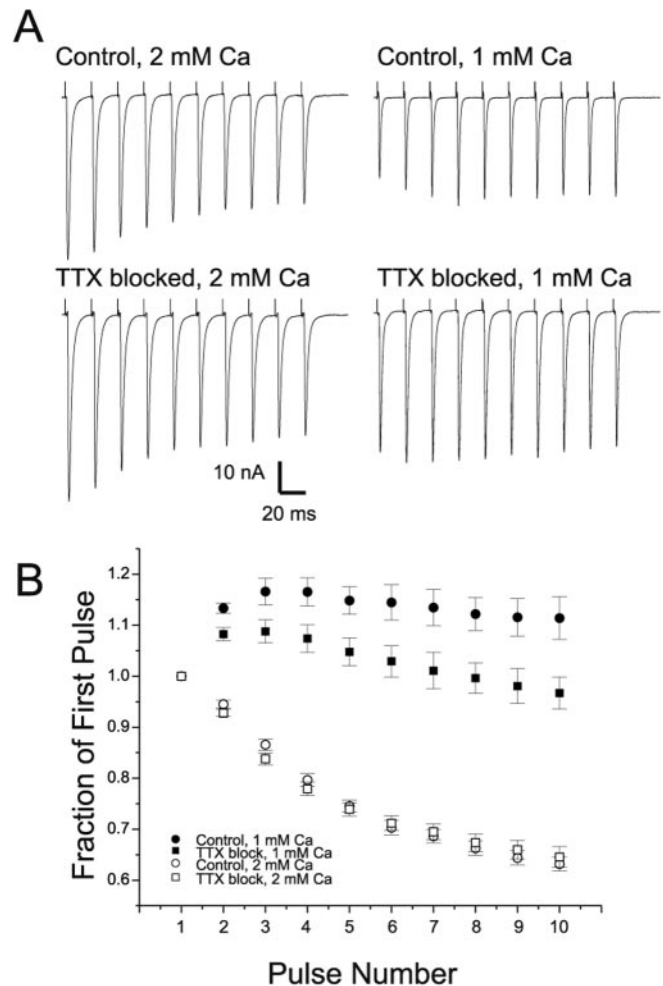 A
Control, 2 mM Ca
Control, 1 mM Ca
TTX blocked, 2 mM Ca
TTX blocked, 1 mM Ca
10 nA
20 ms
B
Fraction of First Pulse
1.2
1.1
1.0
0.9
0.8
0.7
0.6
Control, 1 mM Ca
TTX block, 1 mM Ca
Control, 2 mM Ca
TTX block, 2 mM Ca
1 2 3 4 5 6 7 8 9 10
Pulse Number